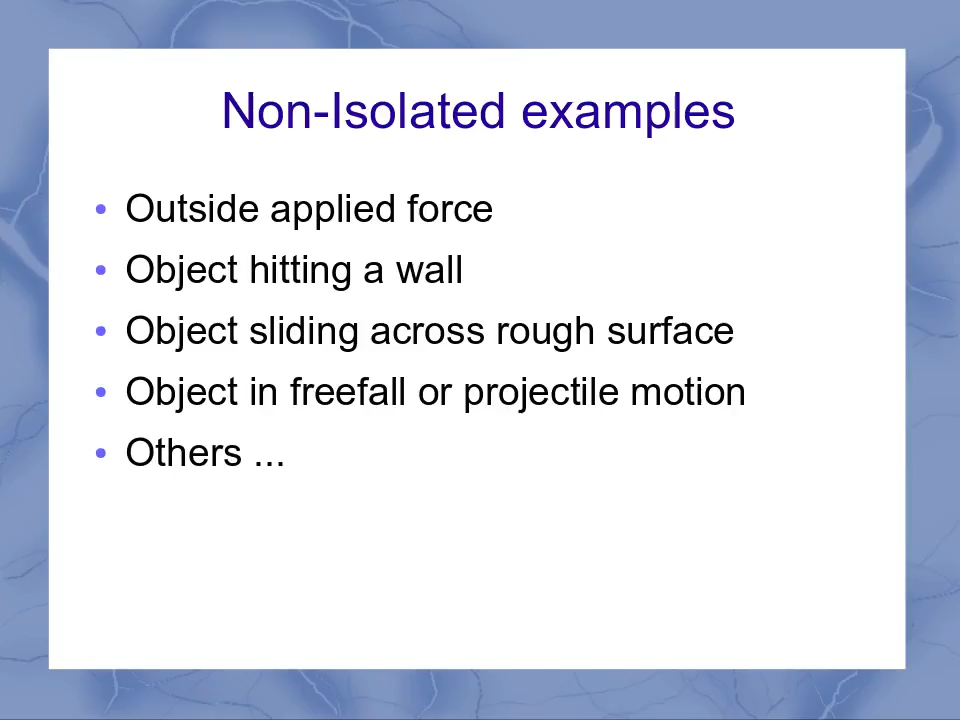 Non-Isolated examples
• Outside applied force
• Object hitting a wall
• Object sliding across rough surface
• Object in freefall or projectile motion
• Others ...